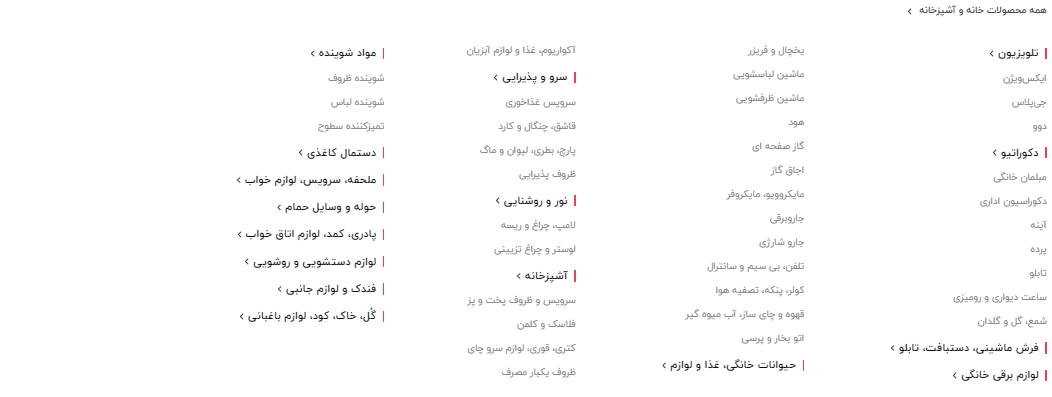 همه محصولات خانه و آشپزخانه
تلویزیون
ایکس‌ویژن
جی‌پلاس
دوو
دکوراتیو
مبلمان خانگی
دکوراسیون اداری
آینه
پرده
تابلو
ساعت دیواری و رومیزی
شمع، گل و گلدان
فرش ماشینی، دستبافت، تابلو
لوازم برقی خانگی
یخچال و فریزر
ماشین لباسشویی
ماشین ظرفشویی
هود
گاز صفحه ای
اجاق گاز
مایکروویو، مایکروفر
جاروبرقی
جارو شارژی
تلفن، بی سیم و سانترال
کولر، پنکه، تصفیه هوا
قهوه و چای ساز، آب میوه گیر
اتو بخار و پرسی
حیوانات خانگی، غذا و لوازم
آکواریوم، غذا و لوازم آبزیان
سرو و پذیرایی
سرویس غذاخوری
قاشق، چنگال و کارد
پارچ، بطری، لیوان و ماگ
ظروف پذیرایی
نور و روشنایی
لامپ، چراغ و ریسه
لوستر و چراغ تزیینی
آشپزخانه
سرویس و ظروف پخت و پز
فلاسک و کلمن
کتری، قوری، لوازم سرو چای
ظروف یکبار مصرف
مواد شوینده
شوینده ظروف
شوینده لباس
تمیزکننده سطوح
دستمال کاغذی
ملحفه، سرویس، لوازم خواب
حوله و وسایل حمام
پادری، کمد، لوازم اتاق خواب
لوازم دستشویی و روشویی
فندک و لوازم جانبی
گُل، خاک، کود، لوازم باغبانی